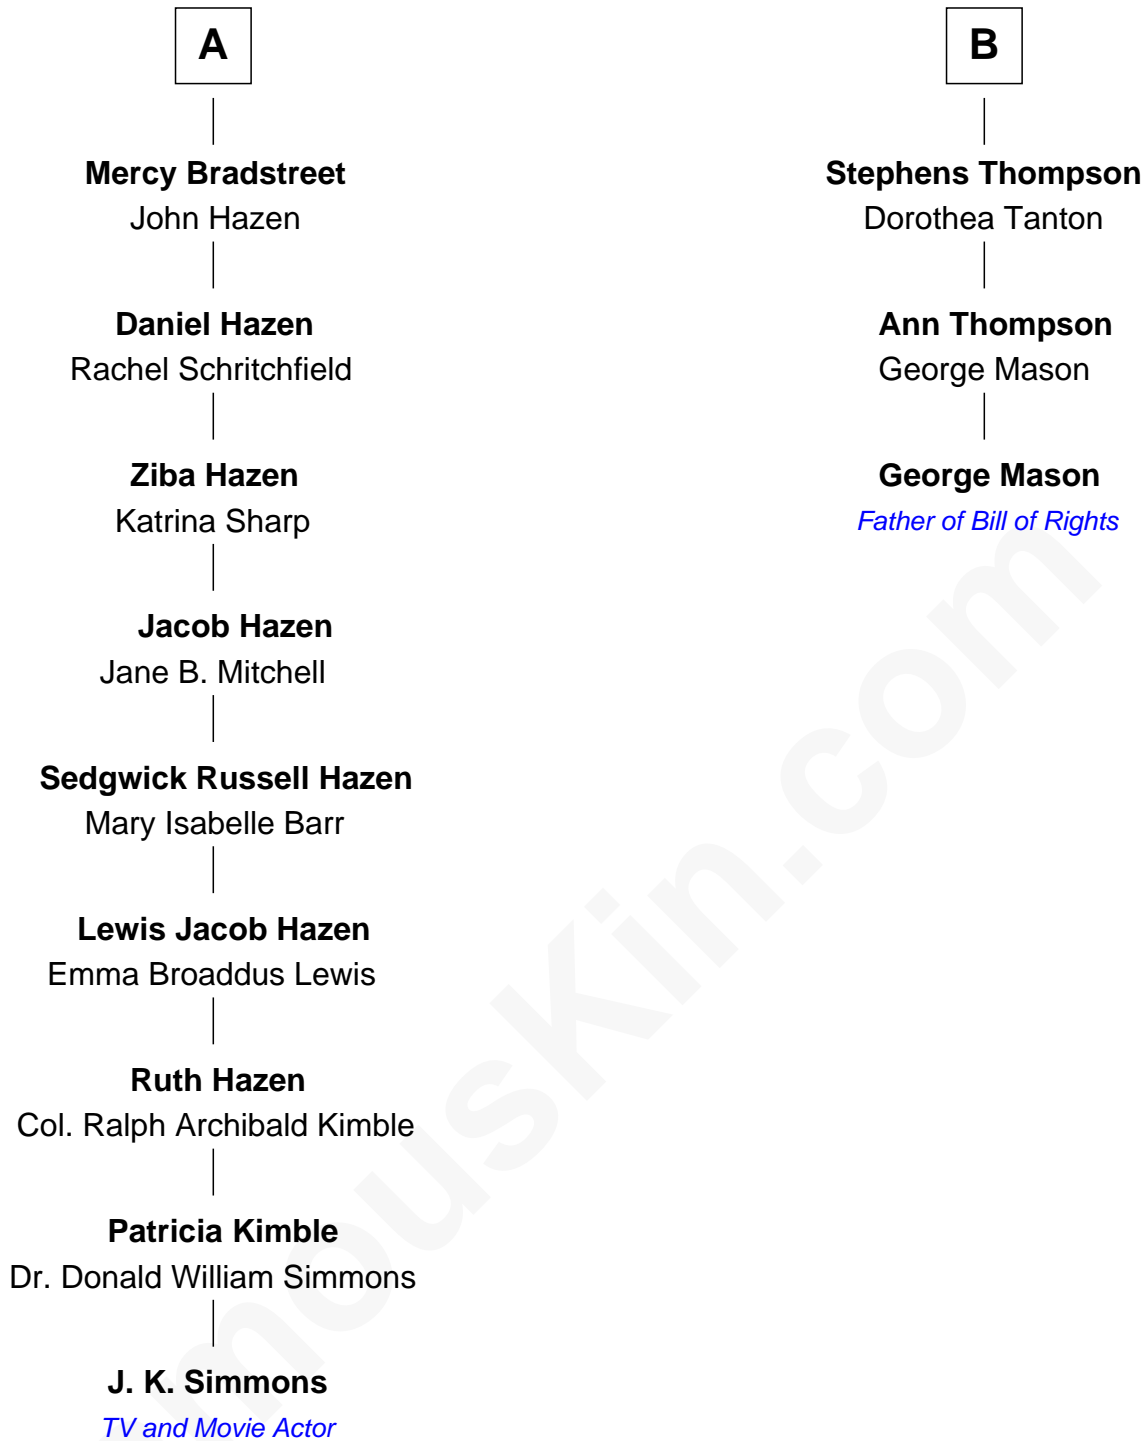 A
Mercy Bradstreet
John Hazen
Daniel Hazen
Rachel Schritchfield
Ziba Hazen
Katrina Sharp
Jacob Hazen
Jane B. Mitchell
Sedgwick Russell Hazen
Mary Isabelle Barr
Lewis Jacob Hazen
Emma Broaddus Lewis
Ruth Hazen
Col. Ralph Archibald Kimble
Patricia Kimble
Dr. Donald William Simmons
J. K. Simmons
TV and Movie Actor
B
Stephens Thompson
Dorothea Tanton
Ann Thompson
George Mason
George Mason
Father of Bill of Rights
mouskin.com